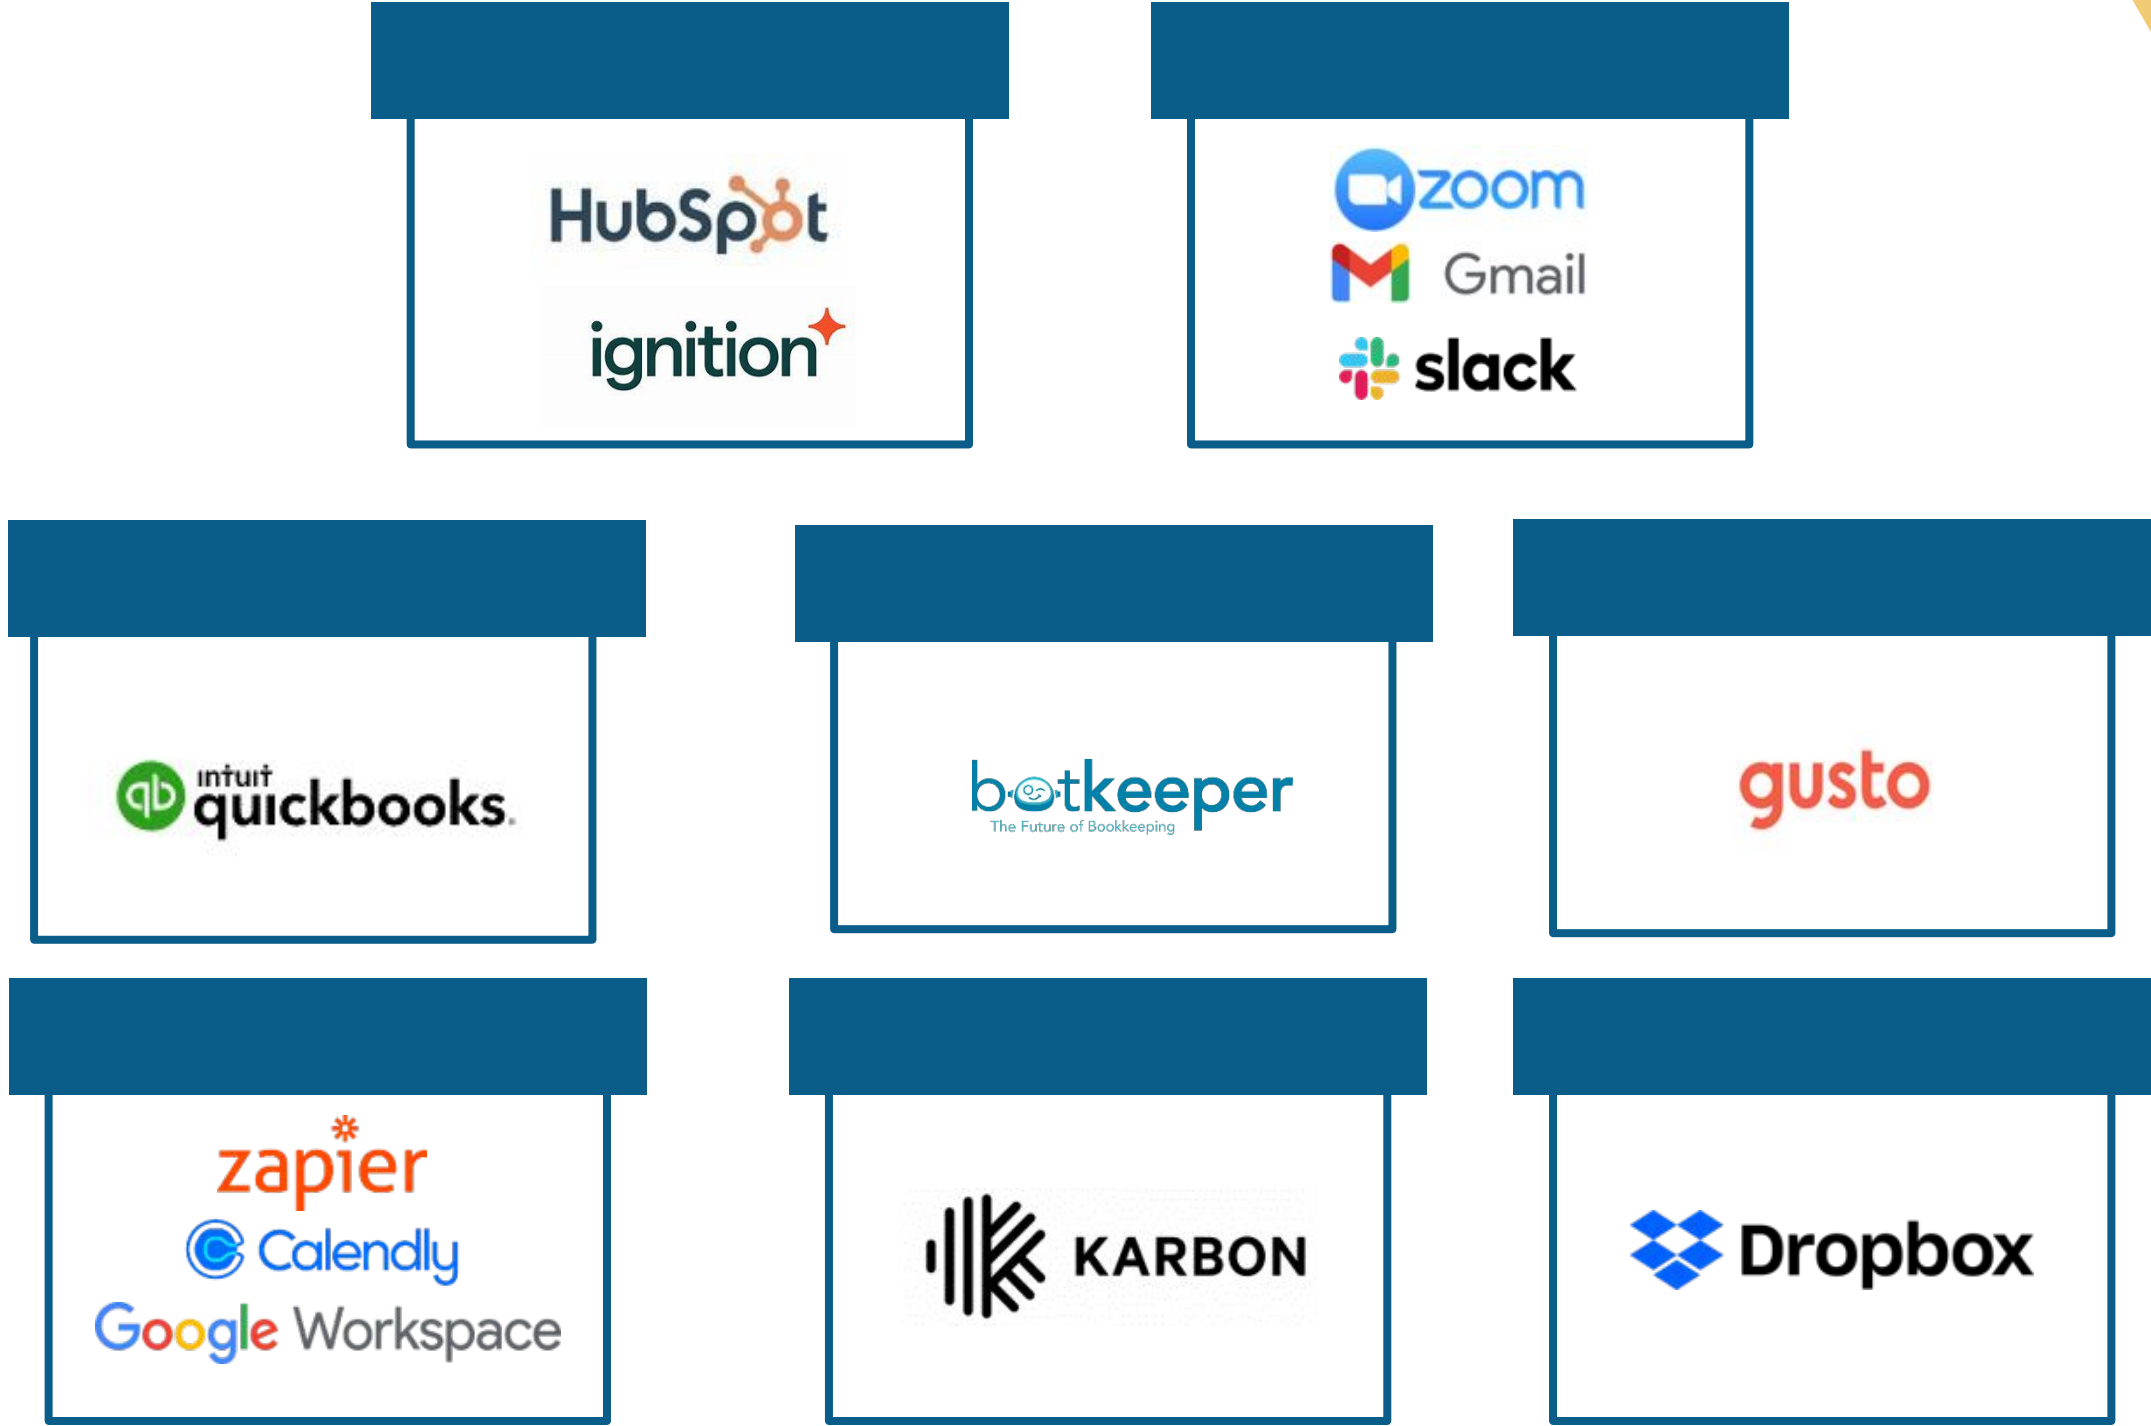 HubSpot
ignition
zoom
Gmail
slack
intuit
quickbooks.
botkeeper
The Future of Bookkeeping
gusto
zapier
Calendly
Google Workspace
KARBON
Dropbox